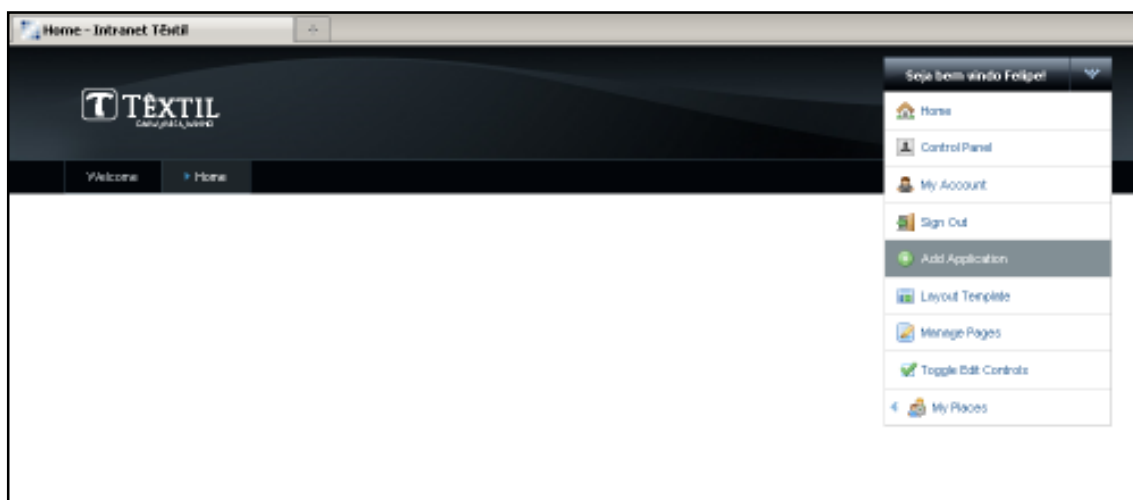 Home - Intranet Têxtil
Seja bem vindo Felipe!
TÊXTIL
Welcome
Home
Home
Control Panel
My Account
Sign Out
Add Application
Layout Template
Manage Pages
Toggle Edit Controls
My Places